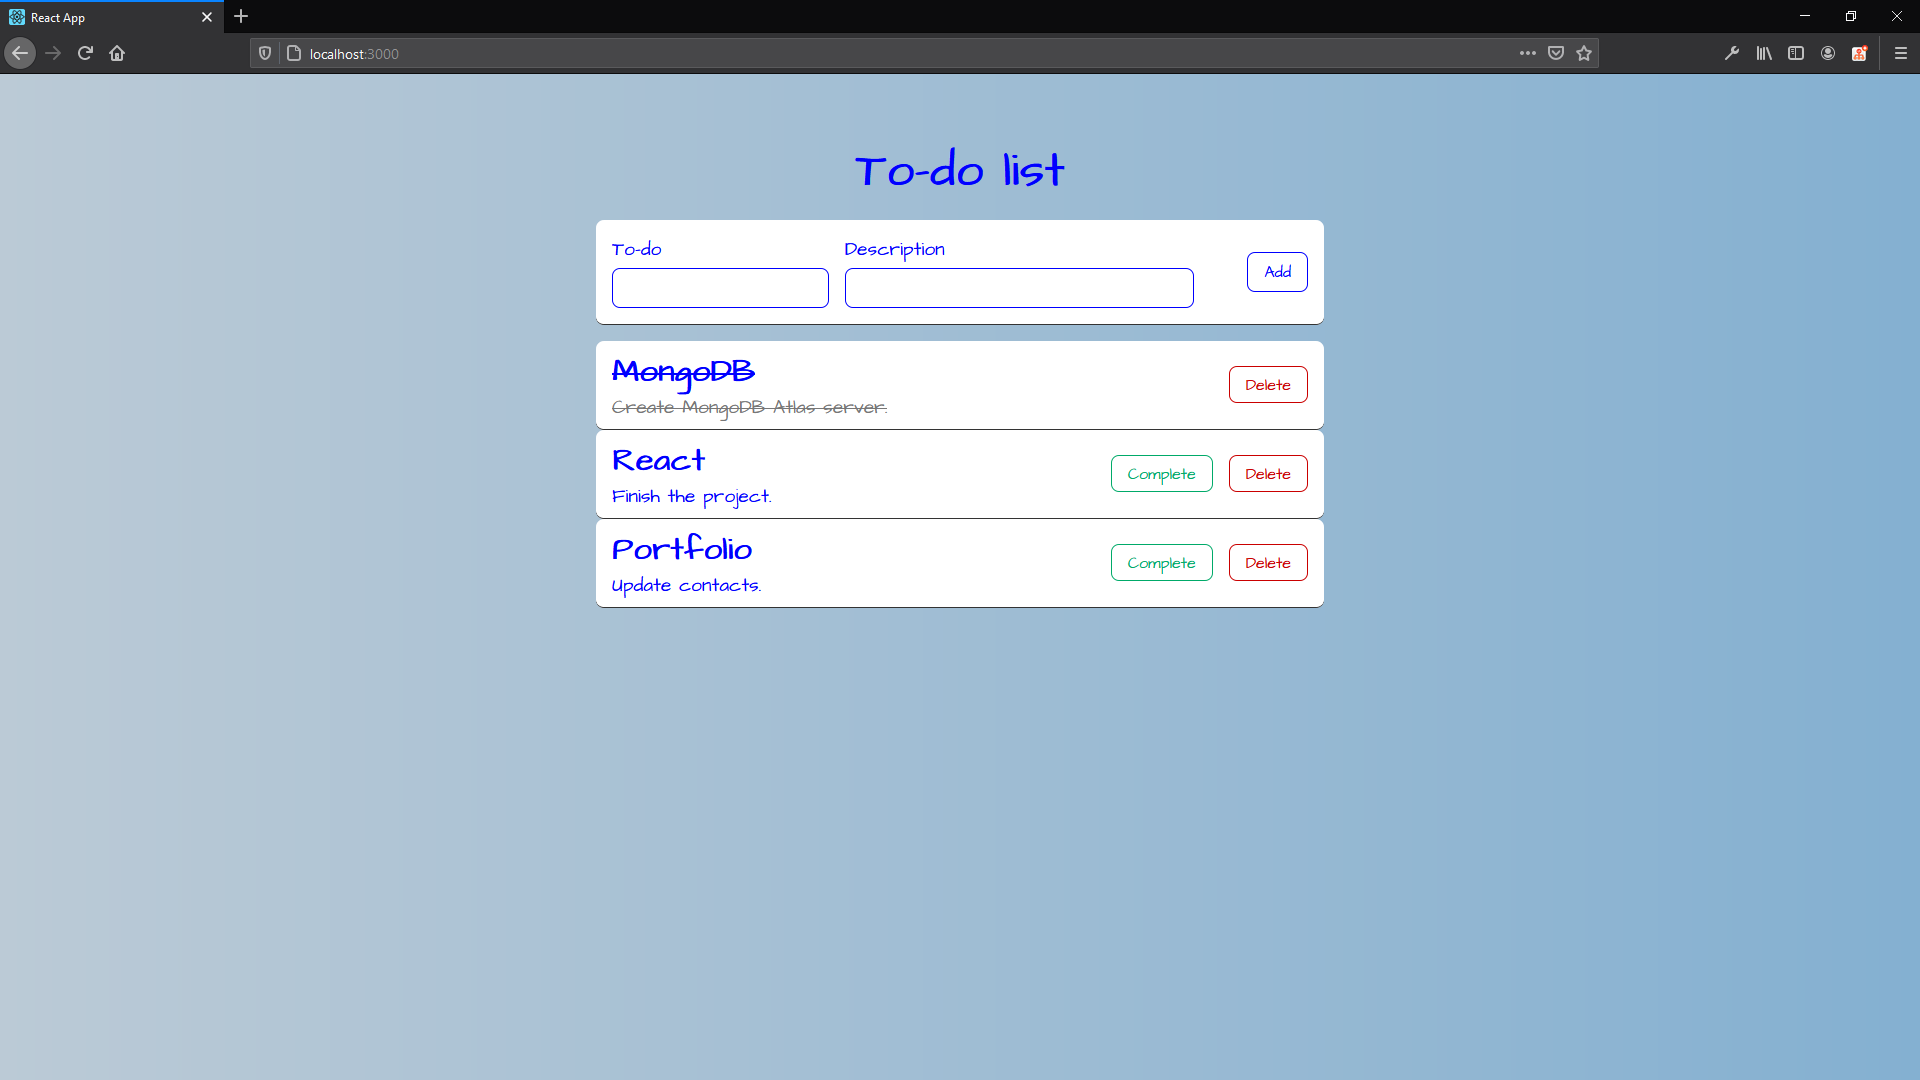 React App
localhost:3000
To-do list
To-do Description
Add
MongoDB
Create MongoDB Atlas server.
Delete
React
Finish the project.
Complete Delete
Portfolio
Update contacts.
Complete Delete